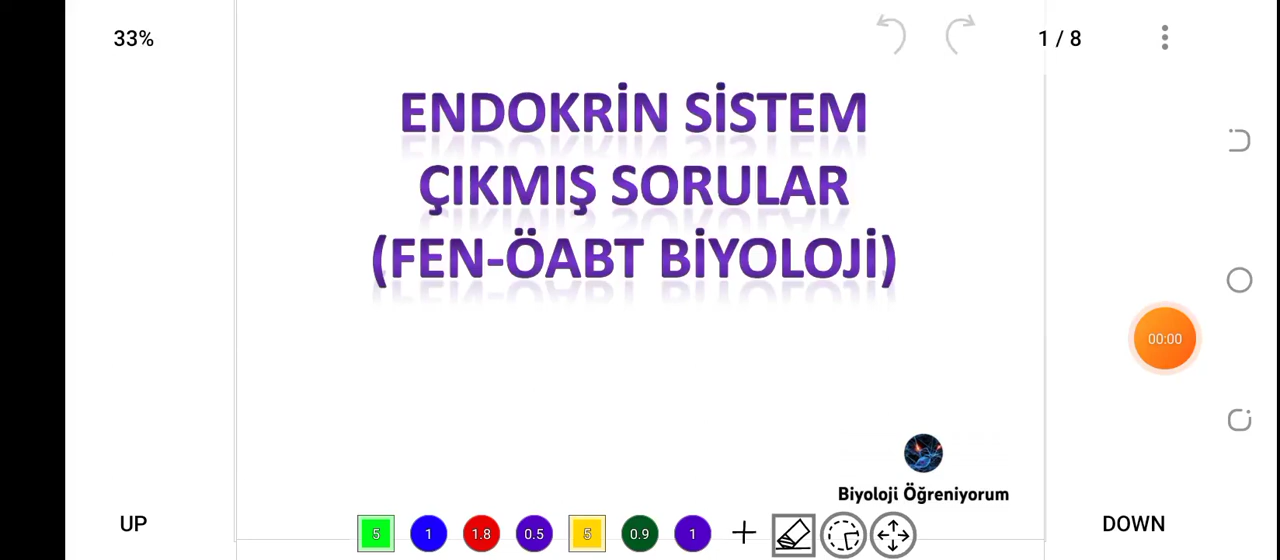 33%
1 / 8
ENDOKRİN SİSTEM
ÇIKMIŞ SORULAR
(FEN-ÖABT BİYOLOJİ)
00:00
Biyoloji Öğreniyorum
UP
5
1
1.8
0.5
5
0.9
1
DOWN